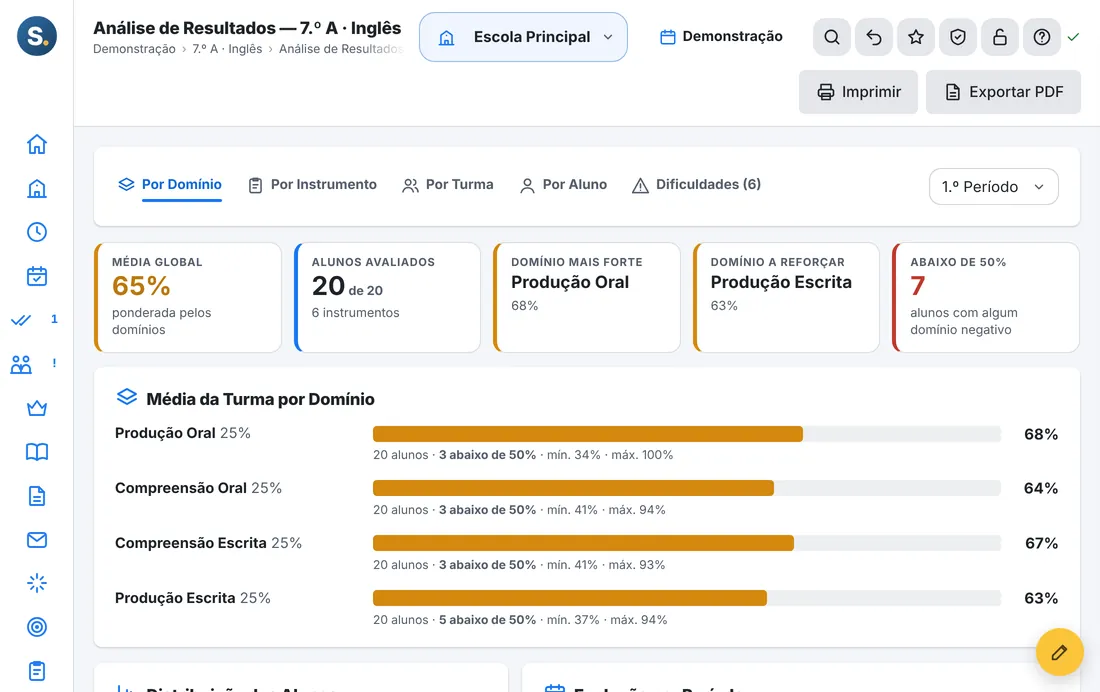 S.
Análise de Resultados — 7.º A · Inglês
Demonstração › 7.º A · Inglês › Análise de Resultados
Escola Principal
Demonstração
Imprimir
Exportar PDF
1
!
Por Domínio
Por Instrumento
Por Turma
Por Aluno
Dificuldades (6)
1.º Período
MÉDIA GLOBAL
65%
ponderada pelos
domínios
ALUNOS AVALIADOS
20 de 20
6 instrumentos
DOMÍNIO MAIS FORTE
Produção Oral
68%
DOMÍNIO A REFORÇAR
Produção Escrita
63%
ABAIXO DE 50%
7
alunos com algum
domínio negativo
Média da Turma por Domínio
Produção Oral 25%
68%
20 alunos · 3 abaixo de 50% · mín. 34% · máx. 100%
Compreensão Oral 25%
64%
20 alunos · 3 abaixo de 50% · mín. 41% · máx. 94%
Compreensão Escrita 25%
67%
20 alunos · 3 abaixo de 50% · mín. 41% · máx. 93%
Produção Escrita 25%
63%
20 alunos · 5 abaixo de 50% · mín. 37% · máx. 94%